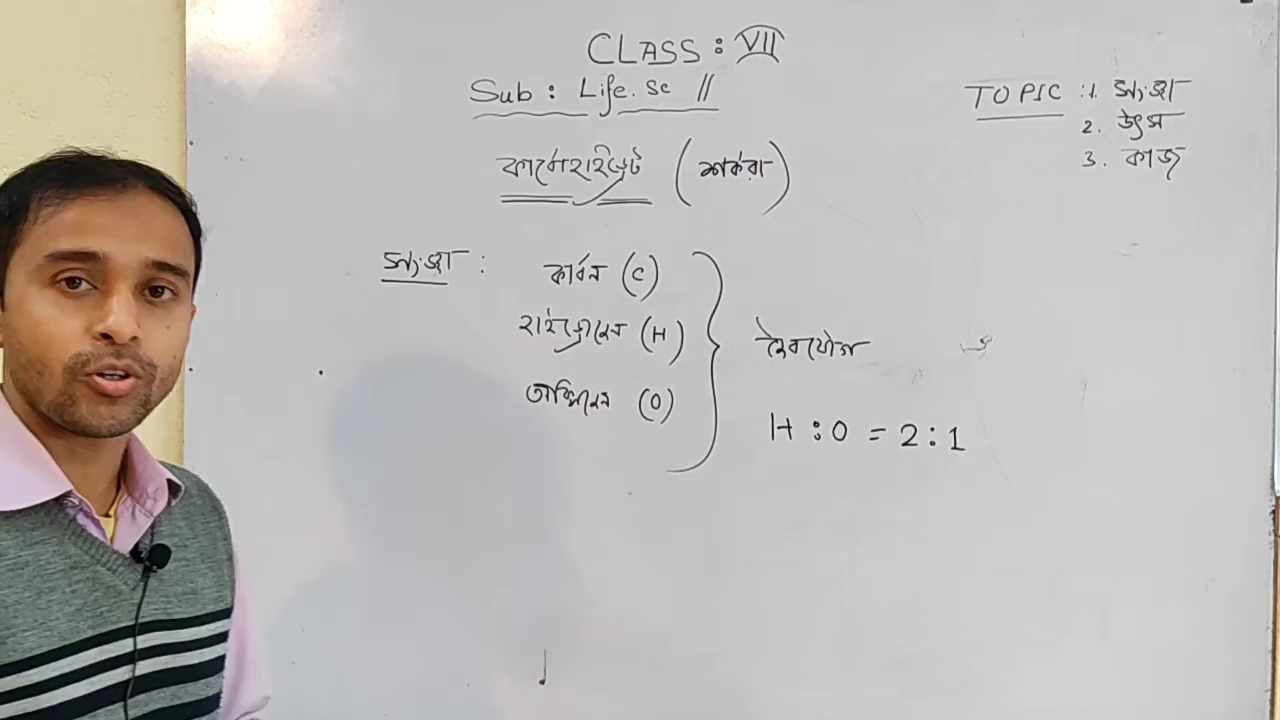 CLASS : VII
Sub : Life. Sc //
TOPIC : 1. সংজ্ঞা
2. উৎস
3. কাজ
কার্বোহাইড্রেট (শর্করা)
সংজ্ঞা :
কার্বন (C)
হাইড্রোজেন (H)
অক্সিজেন (O)
জৈবযৌগ
H : O = 2 : 1